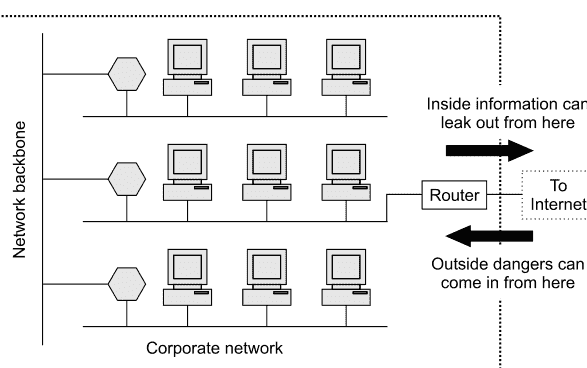 Network backbone
Inside information can
leak out from here
Router
To
Internet
Outside dangers can
come in from here
Corporate network